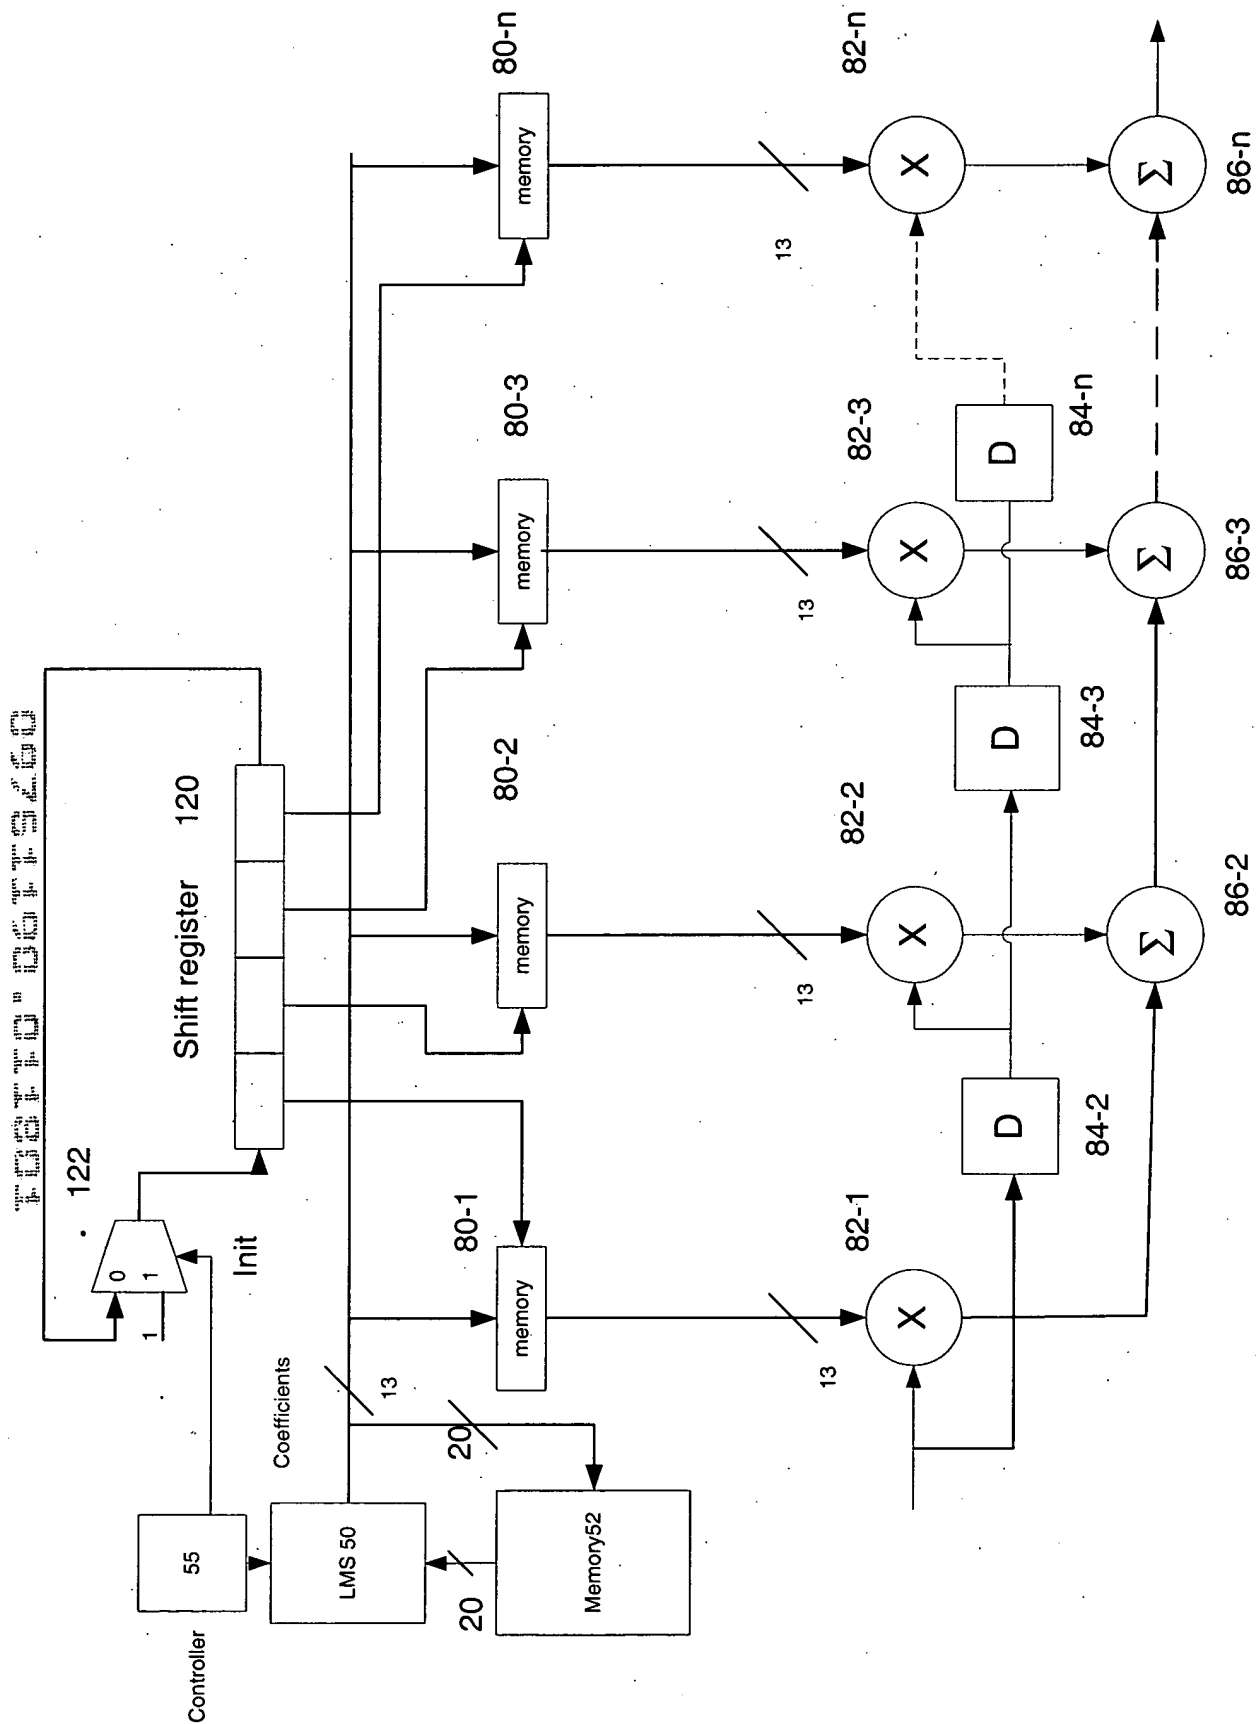 122
Shift register
120
0
1
1
Init
Controller
55
Coefficients
LMS 50
13
20
20
Memory52
80-1
80-2
80-3
80-n
memory
memory
memory
memory
13
13
13
13
82-1
82-2
82-3
82-n
X
X
X
X
D
D
D
84-2
84-3
84-n
Σ
Σ
Σ
86-2
86-3
86-n